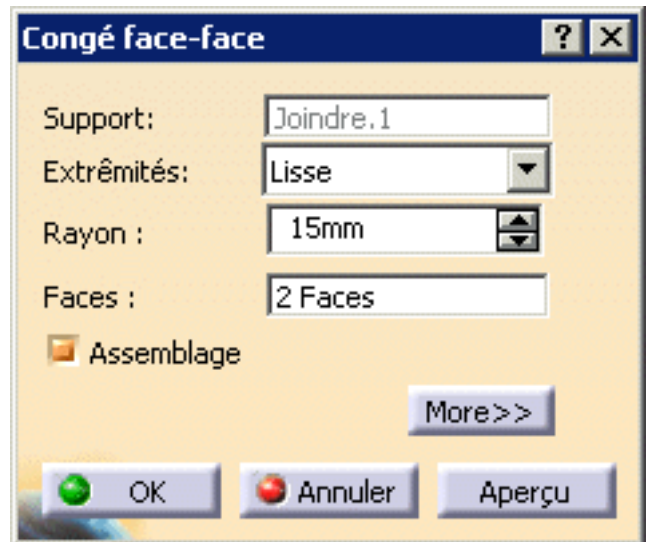 Congé face-face
Support: Joindre.1
Extrêmités: Lisse
Rayon : 15mm
Faces : 2 Faces
Assemblage
More>>
OK Annuler Aperçu